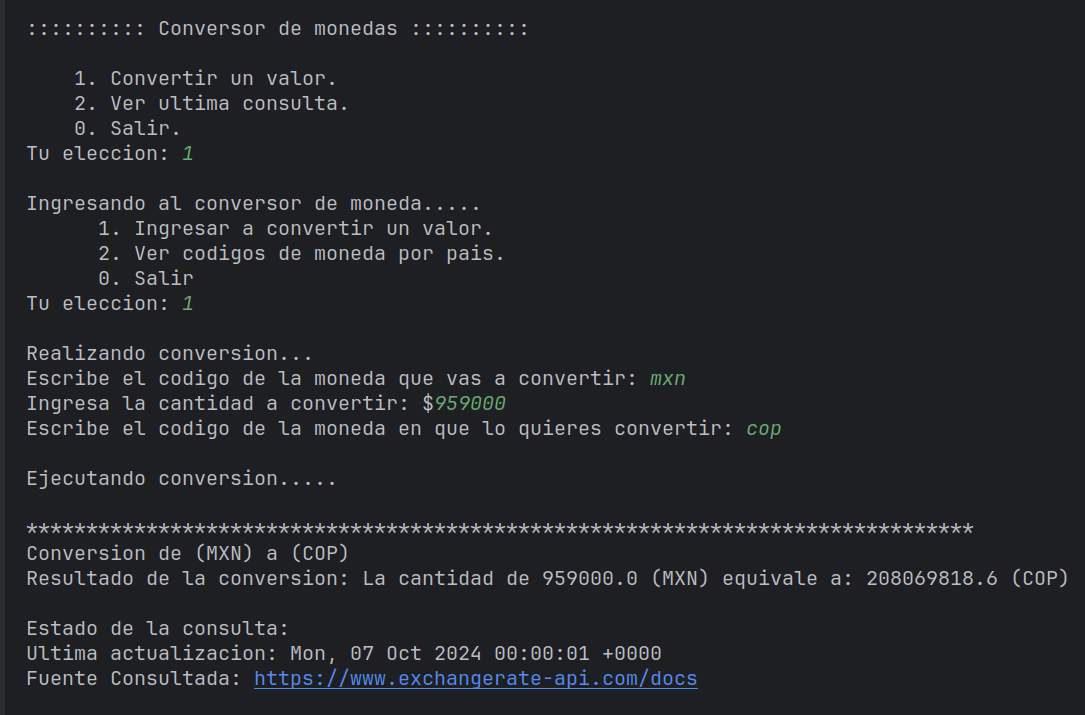 :::::::::: Conversor de monedas ::::::::::
1. Convertir un valor.
2. Ver ultima consulta.
0. Salir.
Tu eleccion: 1
Ingresando al conversor de moneda.....
1. Ingresar a convertir un valor.
2. Ver codigos de moneda por pais.
0. Salir
Tu eleccion: 1
Realizando conversion...
Escribe el codigo de la moneda que vas a convertir: mxn
Ingresa la cantidad a convertir: $959000
Escribe el codigo de la moneda en que lo quieres convertir: cop
Ejecutando conversion.....
*******************************************************************************
Conversion de (MXN) a (COP)
Resultado de la conversion: La cantidad de 959000.0 (MXN) equivale a: 208069818.6 (COP)
Estado de la consulta:
Ultima actualizacion: Mon, 07 Oct 2024 00:00:01 +0000
Fuente Consultada: https://www.exchangerate-api.com/docs